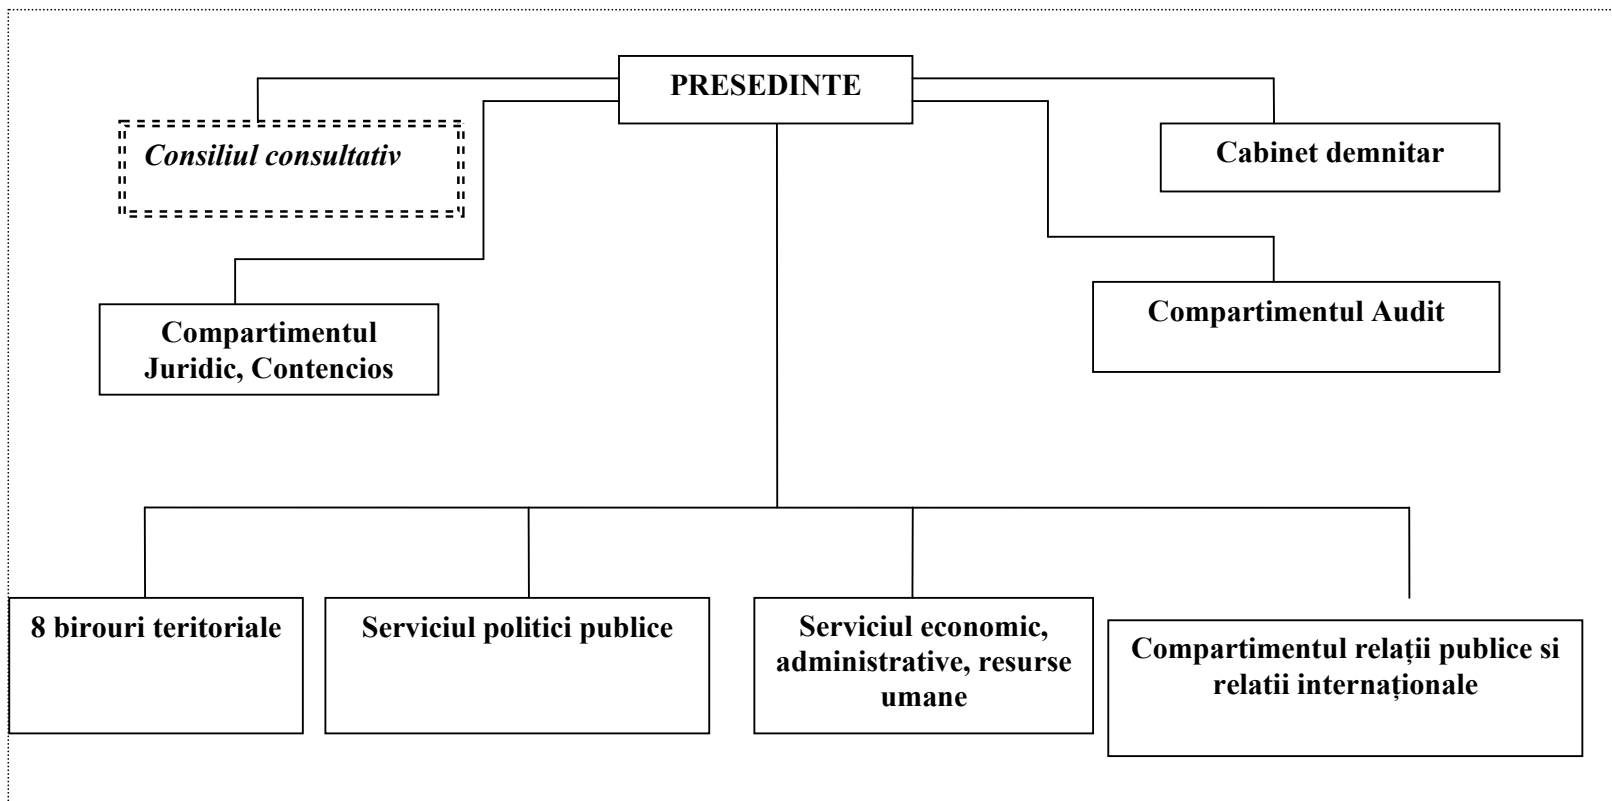 PRESEDINTE
Consiliul consultativ
Cabinet demnitar
Compartimentul Audit
Compartimentul
Juridic, Contencios
8 birouri teritoriale
Serviciul politici publice
Serviciul economic,
administrative, resurse
umane
Compartimentul relații publice si
relatii internaționale